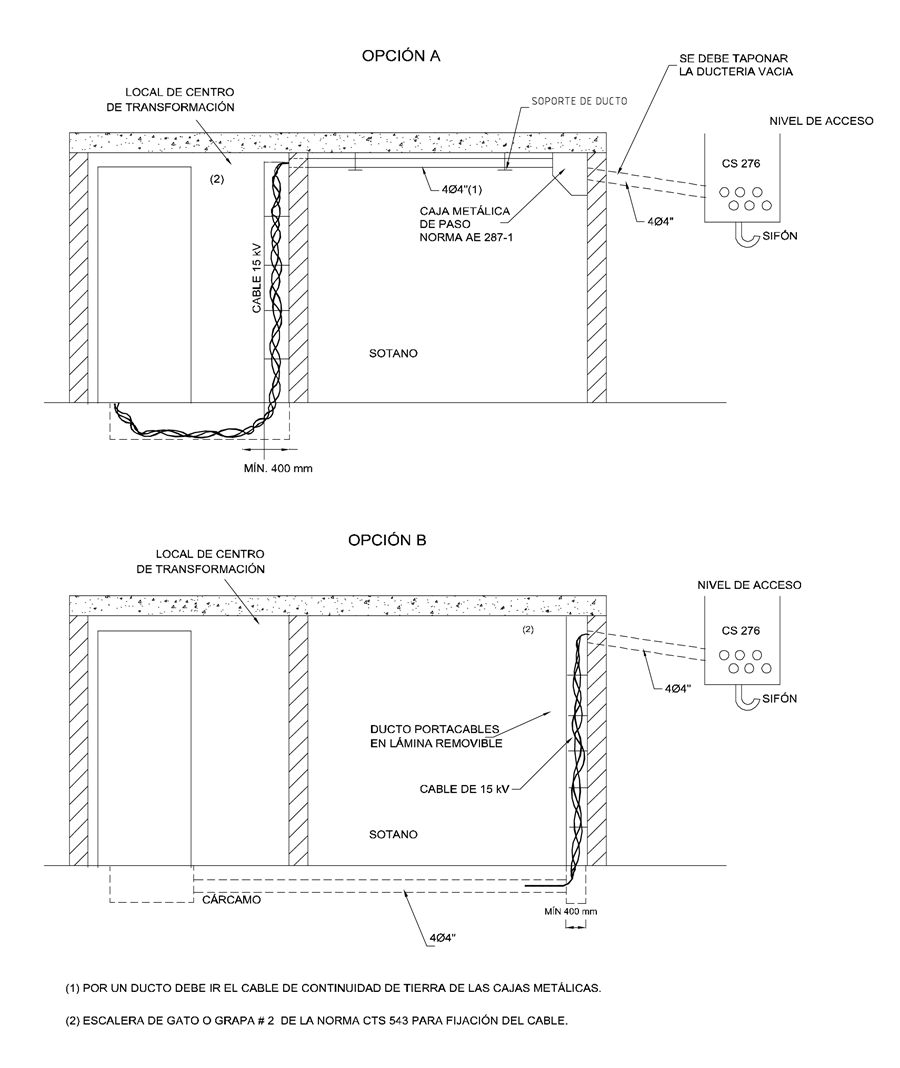 OPCIÓN A
SE DEBE TAPONAR
LA DUCTERIA VACIA
LOCAL DE CENTRO
DE TRANSFORMACIÓN
SOPORTE DE DUCTO
NIVEL DE ACCESO
CS 276
(2)
4Ø4"(1)
CAJA METÁLICA
DE PASO
NORMA AE 287-1
4Ø4"
SIFÓN
CABLE 15 kV
SOTANO
MÍN. 400 mm
OPCIÓN B
LOCAL DE CENTRO
DE TRANSFORMACIÓN
NIVEL DE ACCESO
(2)
CS 276
4Ø4"
SIFÓN
DUCTO PORTACABLES
EN LÁMINA REMOVIBLE
CABLE DE 15 kV
SOTANO
CÁRCAMO
MÍN 400 mm
4Ø4"
(1) POR UN DUCTO DEBE IR EL CABLE DE CONTINUIDAD DE TIERRA DE LAS CAJAS METÁLICAS.
(2) ESCALERA DE GATO O GRAPA # 2 DE LA NORMA CTS 543 PARA FIJACIÓN DEL CABLE.